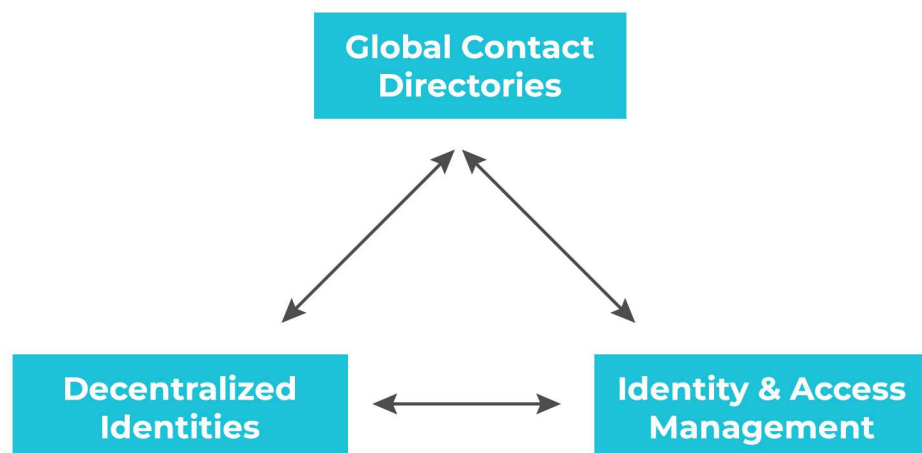 Global Contact
Directories
Decentralized
Identities
Identity & Access
Management